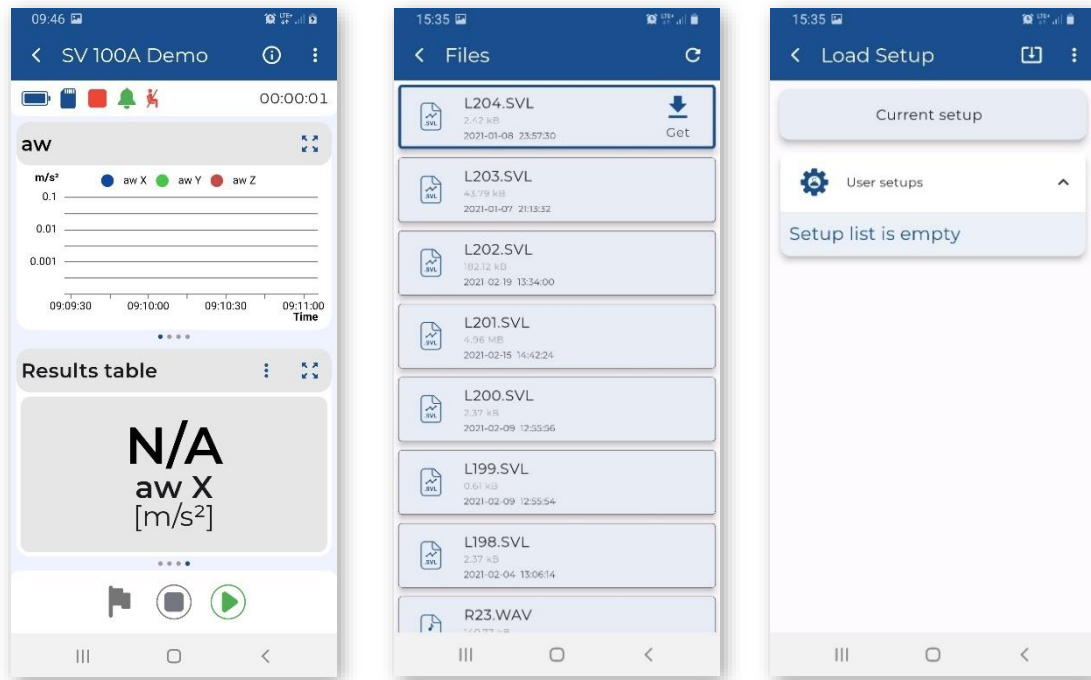 09:46
SV 100A Demo
00:00:01
aw
m/s²
aw X aw Y aw Z
0.1
0.01
0.001
09:09:30 09:10:00 09:10:30 09:11:00
Time
Results table
N/A
aw X
[m/s²]
15:35
Files
L204.SVL
2.42 kB
2021-01-08 23:57:30
Get
L203.SVL
43.79 kB
2021-01-07 21:13:32
L202.SVL
182.12 kB
2021-02-19 13:34:00
L201.SVL
4.96 MB
2021-02-15 14:42:24
L200.SVL
2.37 kB
2021-02-09 12:55:56
L199.SVL
0.61 kB
2021-02-09 12:55:54
L198.SVL
2.37 kB
2021-02-04 13:06:14
R23.WAV
15:35
Load Setup
Current setup
User setups
Setup list is empty